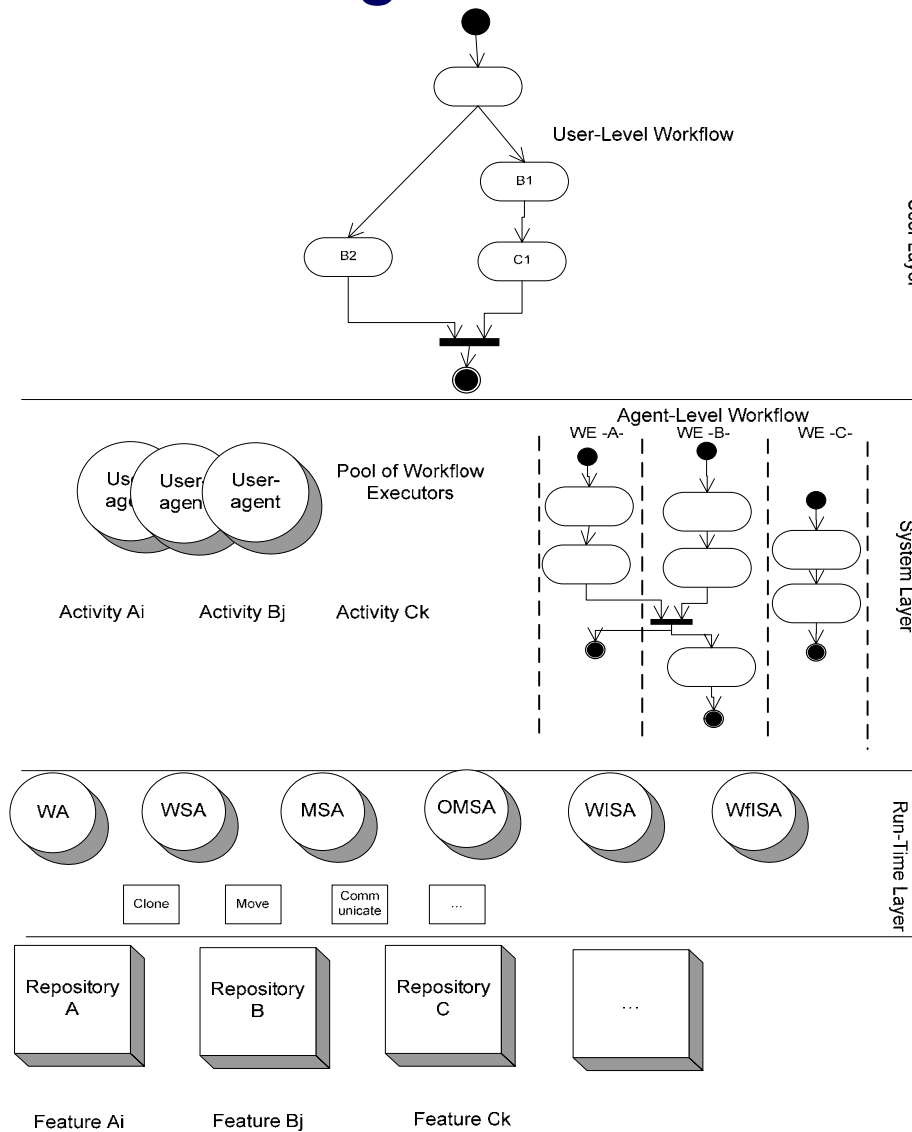 User-Level Workflow
B1
B2
C1
Agent-Level Workflow
WE -A-
WE -B-
WE -C-
User-
agent
Pool of Workflow
Executors
Activity Ai
Activity Bj
Activity Ck
System Layer
WA
WSA
MSA
OMSA
WISA
WfISA
Clone
Move
Comm
unicate
...
Run-Time Layer
Repository
A
Repository
B
Repository
C
...
Feature Ai
Feature Bj
Feature Ck